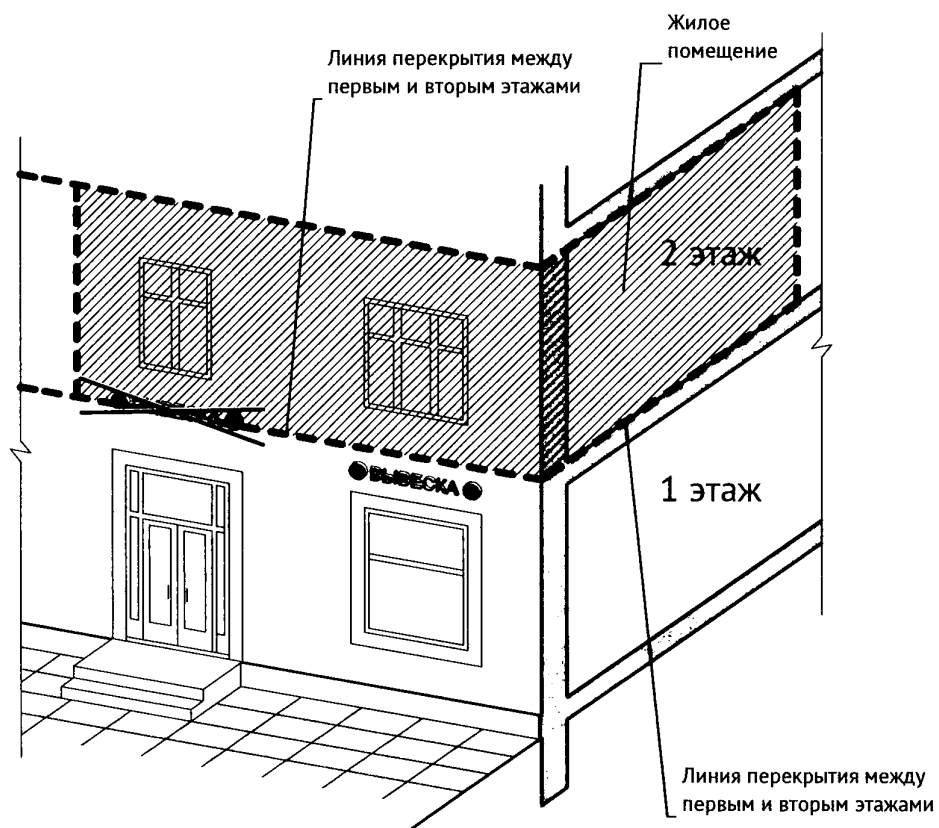 Жилое
помещение
Линия перекрытия между
первым и вторым этажами
2 этаж
ВЫВЕСКА
1 этаж
Линия перекрытия между
первым и вторым этажами